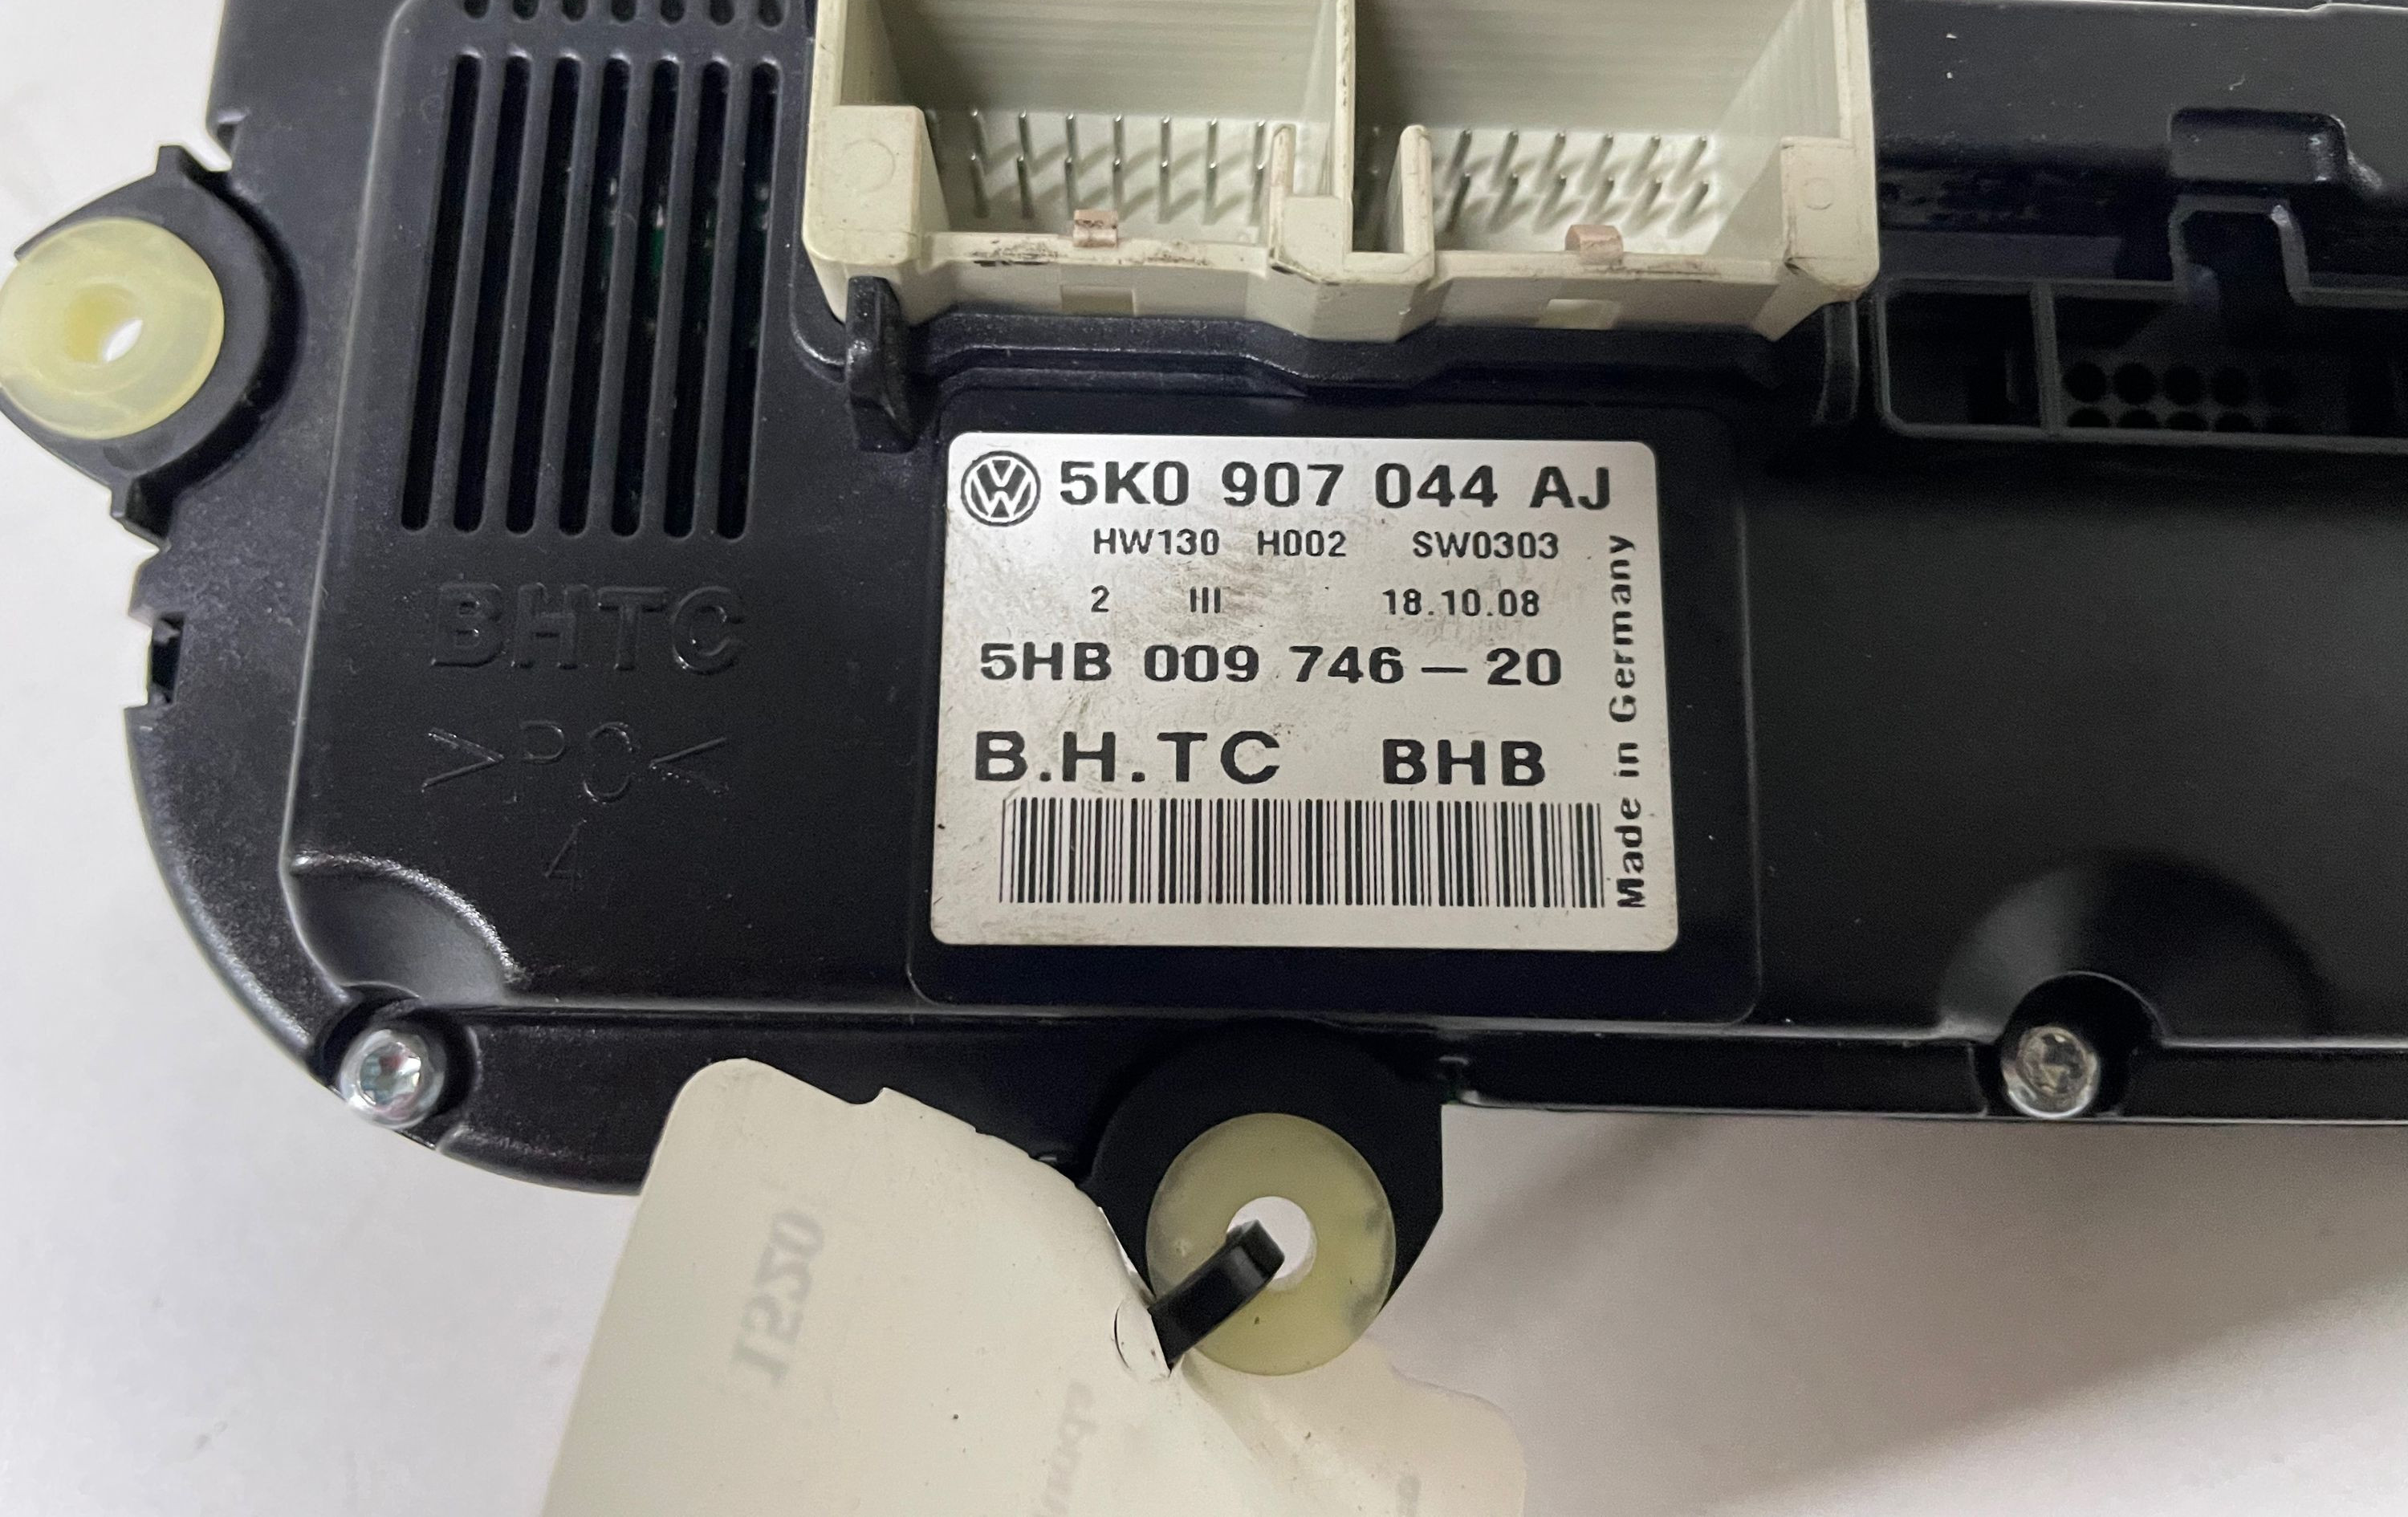 5K0 907 044 AJ
HW130 H002 SW0303
2 III 18.10.08
5HB 009 746 – 20
B.H.TC BHB
Made in Germany
BHTC
>PC<
4
1520